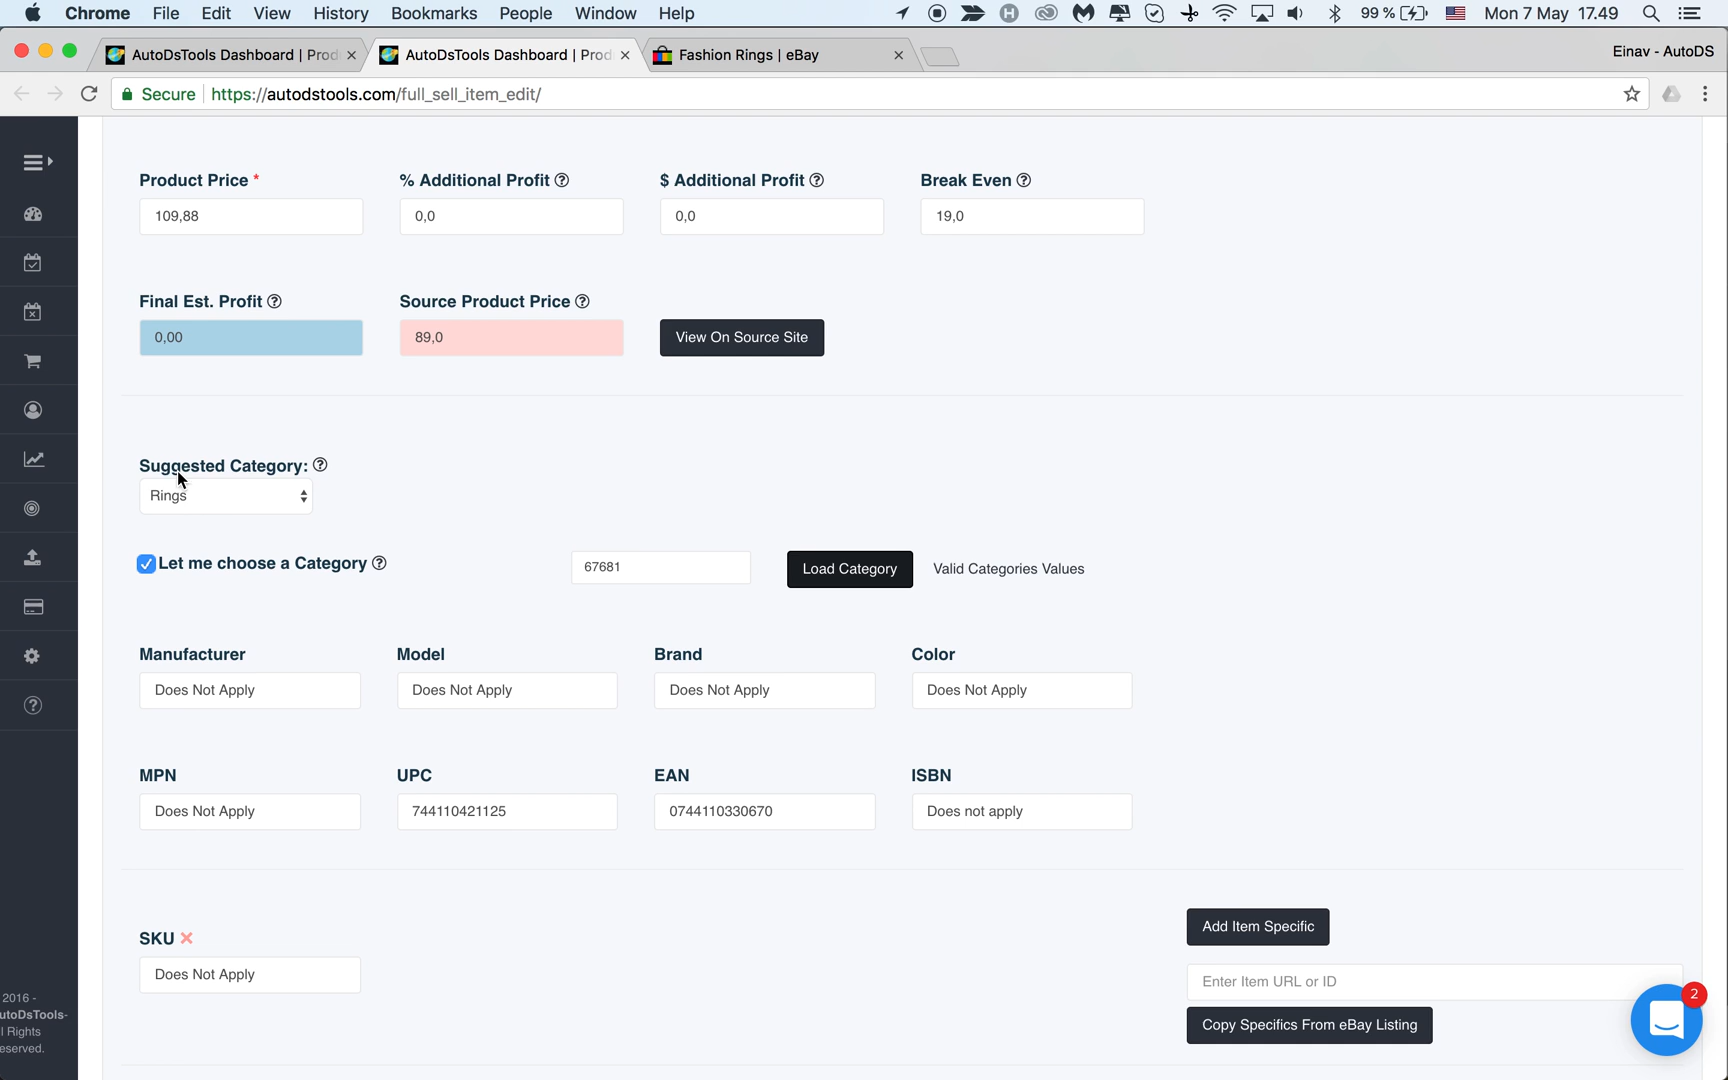 Chrome File Edit View History Bookmarks People Window Help 99 % Mon 7 May 17.49
AutoDsTools Dashboard | Prod AutoDsTools Dashboard | Prod Fashion Rings | eBay Einav - AutoDS
Secure https://autodstools.com/full_sell_item_edit/
Product Price * % Additional Profit $ Additional Profit Break Even
109,88 0,0 0,0 19,0
Final Est. Profit Source Product Price
0,00 89,0 View On Source Site
Suggested Category:
Rings
Let me choose a Category 67681 Load Category Valid Categories Values
Manufacturer Model Brand Color
Does Not Apply Does Not Apply Does Not Apply Does Not Apply
MPN UPC EAN ISBN
Does Not Apply 744110421125 0744110330670 Does not apply
Add Item Specific
SKU
Does Not Apply Enter Item URL or ID
2
2016 -
utoDsTools-
l Rights
eserved.
Copy Specifics From eBay Listing